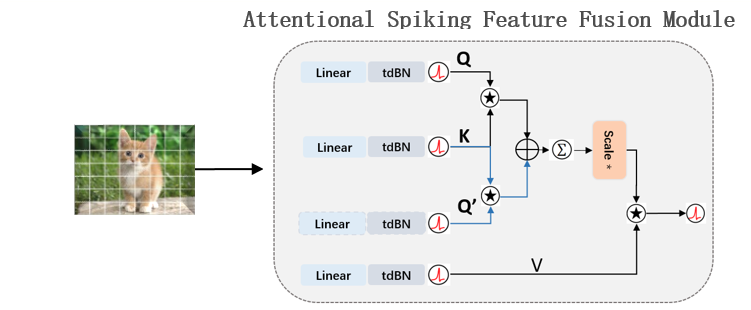 Attentional Spiking Feature Fusion Module
Linear tdBN Q
Linear tdBN K
Linear tdBN Q’
Linear tdBN V
Σ
Scale *